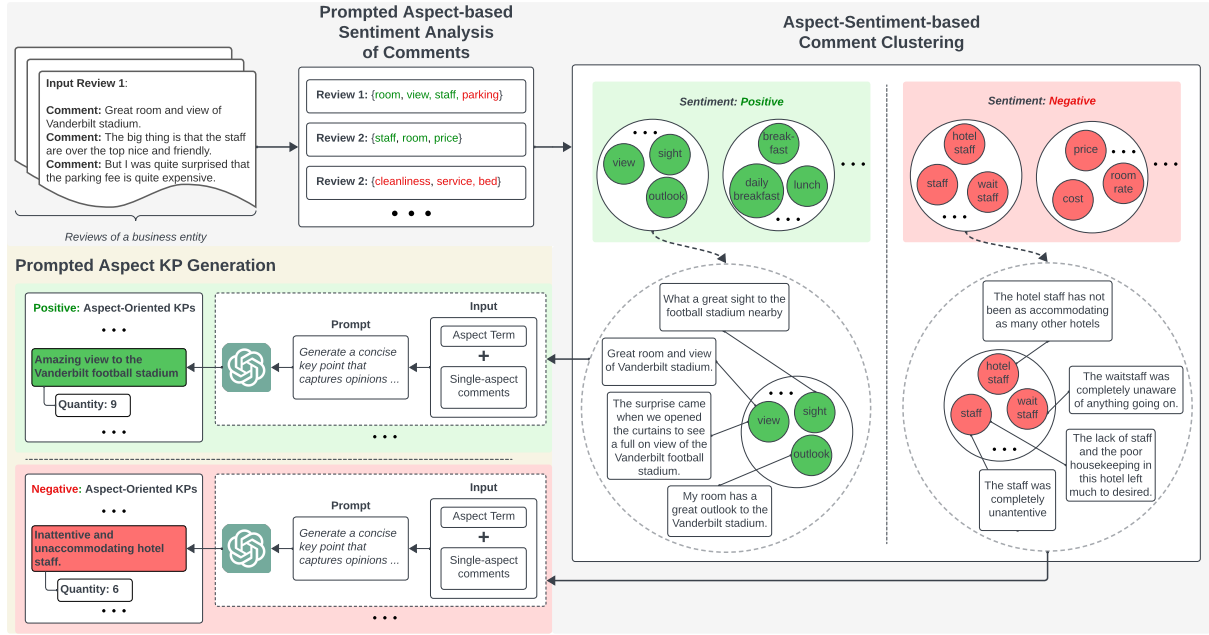 Prompted Aspect-based
Sentiment Analysis
of Comments
Aspect-Sentiment-based
Comment Clustering
Input Review 1:
Comment: Great room and view of
Vanderbilt stadium.
Comment: The big thing is that the staff
are over the top nice and friendly.
Comment: But I was quite surprised that
the parking fee is quite expensive.
Reviews of a business entity
Review 1: {room, view, staff, parking}
Review 2: {staff, room, price}
Review 2: {cleanliness, service, bed}
• • •
Sentiment: Positive
• • •
view
sight
outlook
break-
fast
daily
breakfast
lunch
• • •
• • •
Sentiment: Negative
hotel
staff
staff
wait
staff
• • •
price
• • •
room
rate
cost
• • •
What a great sight to the
football stadium nearby
Great room and view
of Vanderbilt stadium.
The surprise came
when we opened
the curtains to see
a full on view of the
Vanderbilt football
stadium.
My room has a
great outlook to the
Vanderbilt stadium.
• • •
view
sight
outlook
The hotel staff has not
been as accommodating
as many other hotels
hotel
staff
staff
wait
staff
• • •
The waitstaff was
completely unaware
of anything going on.
The lack of staff
and the poor
housekeeping in
this hotel left
much to desired.
The staff was
completely
unantentive
Prompted Aspect KP Generation
Positive: Aspect-Oriented KPs
• • •
Amazing view to the
Vanderbilt football stadium
Quantity: 9
• • •
Prompt
Generate a concise
key point that
captures opinions ...
Input
Aspect Term
+
Single-aspect
comments
• • •
Negative: Aspect-Oriented KPs
• • •
Inattentive and
unaccommodating hotel
staff.
Quantity: 6
• • •
Prompt
Generate a concise
key point that
captures opinions ...
Input
Aspect Term
+
Single-aspect
comments
• • •